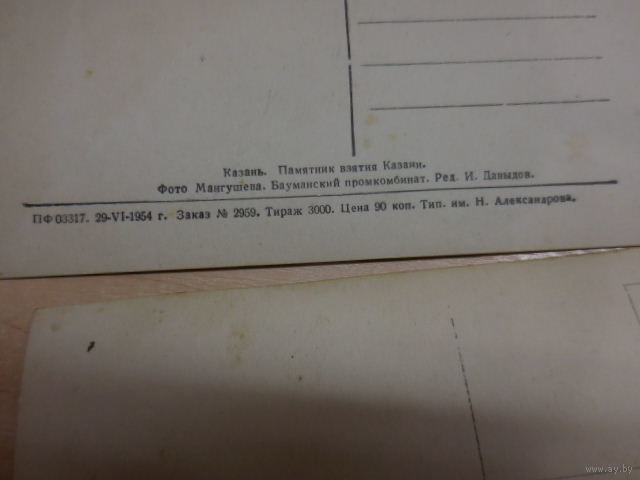 Казань. Памятник взятия Казани.
Фото Мангушева. Бауманский промкомбинат. Ред. И. Давыдов.
ПФ 03317. 29-VI-1954 г. Заказ № 2959. Тираж 3000. Цена 90 коп. Тип. им. Н. Александрова.
www.ay.by